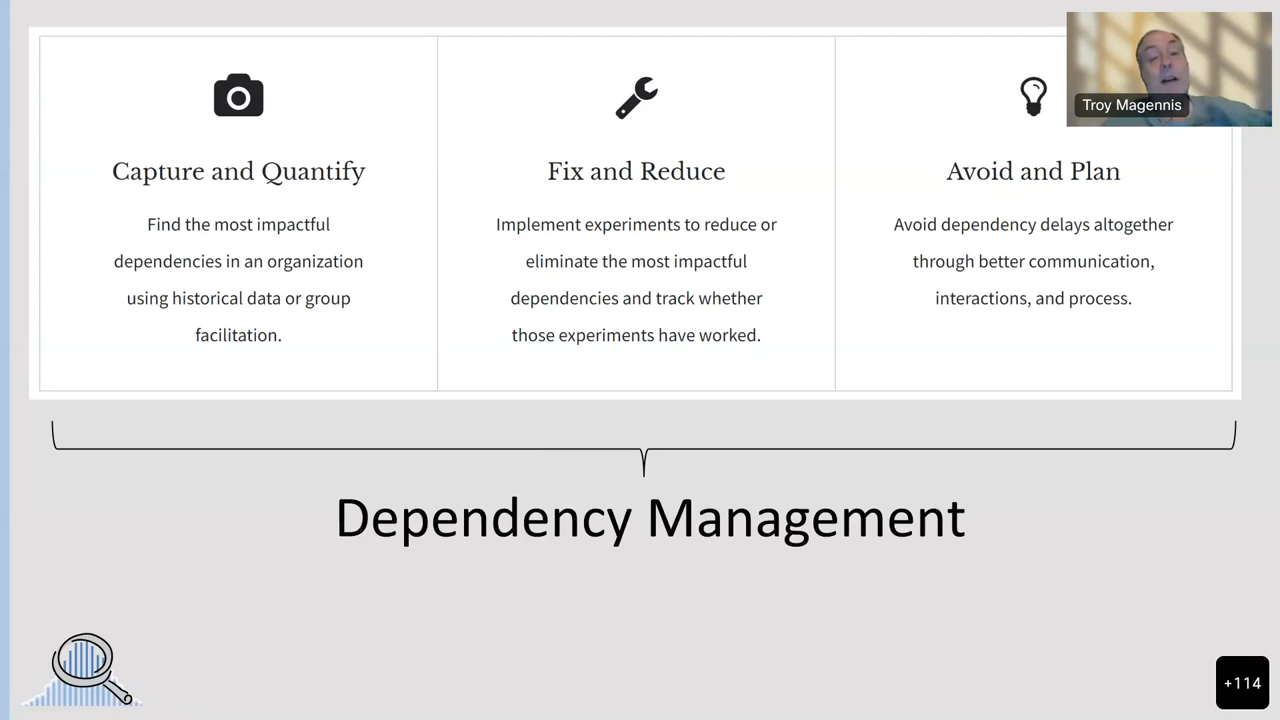 Troy Magennis
Capture and Quantify
Find the most impactful
dependencies in an organization
using historical data or group
facilitation.
Fix and Reduce
Implement experiments to reduce or
eliminate the most impactful
dependencies and track whether
those experiments have worked.
Avoid and Plan
Avoid dependency delays altogether
through better communication,
interactions, and process.
Dependency Management
+114